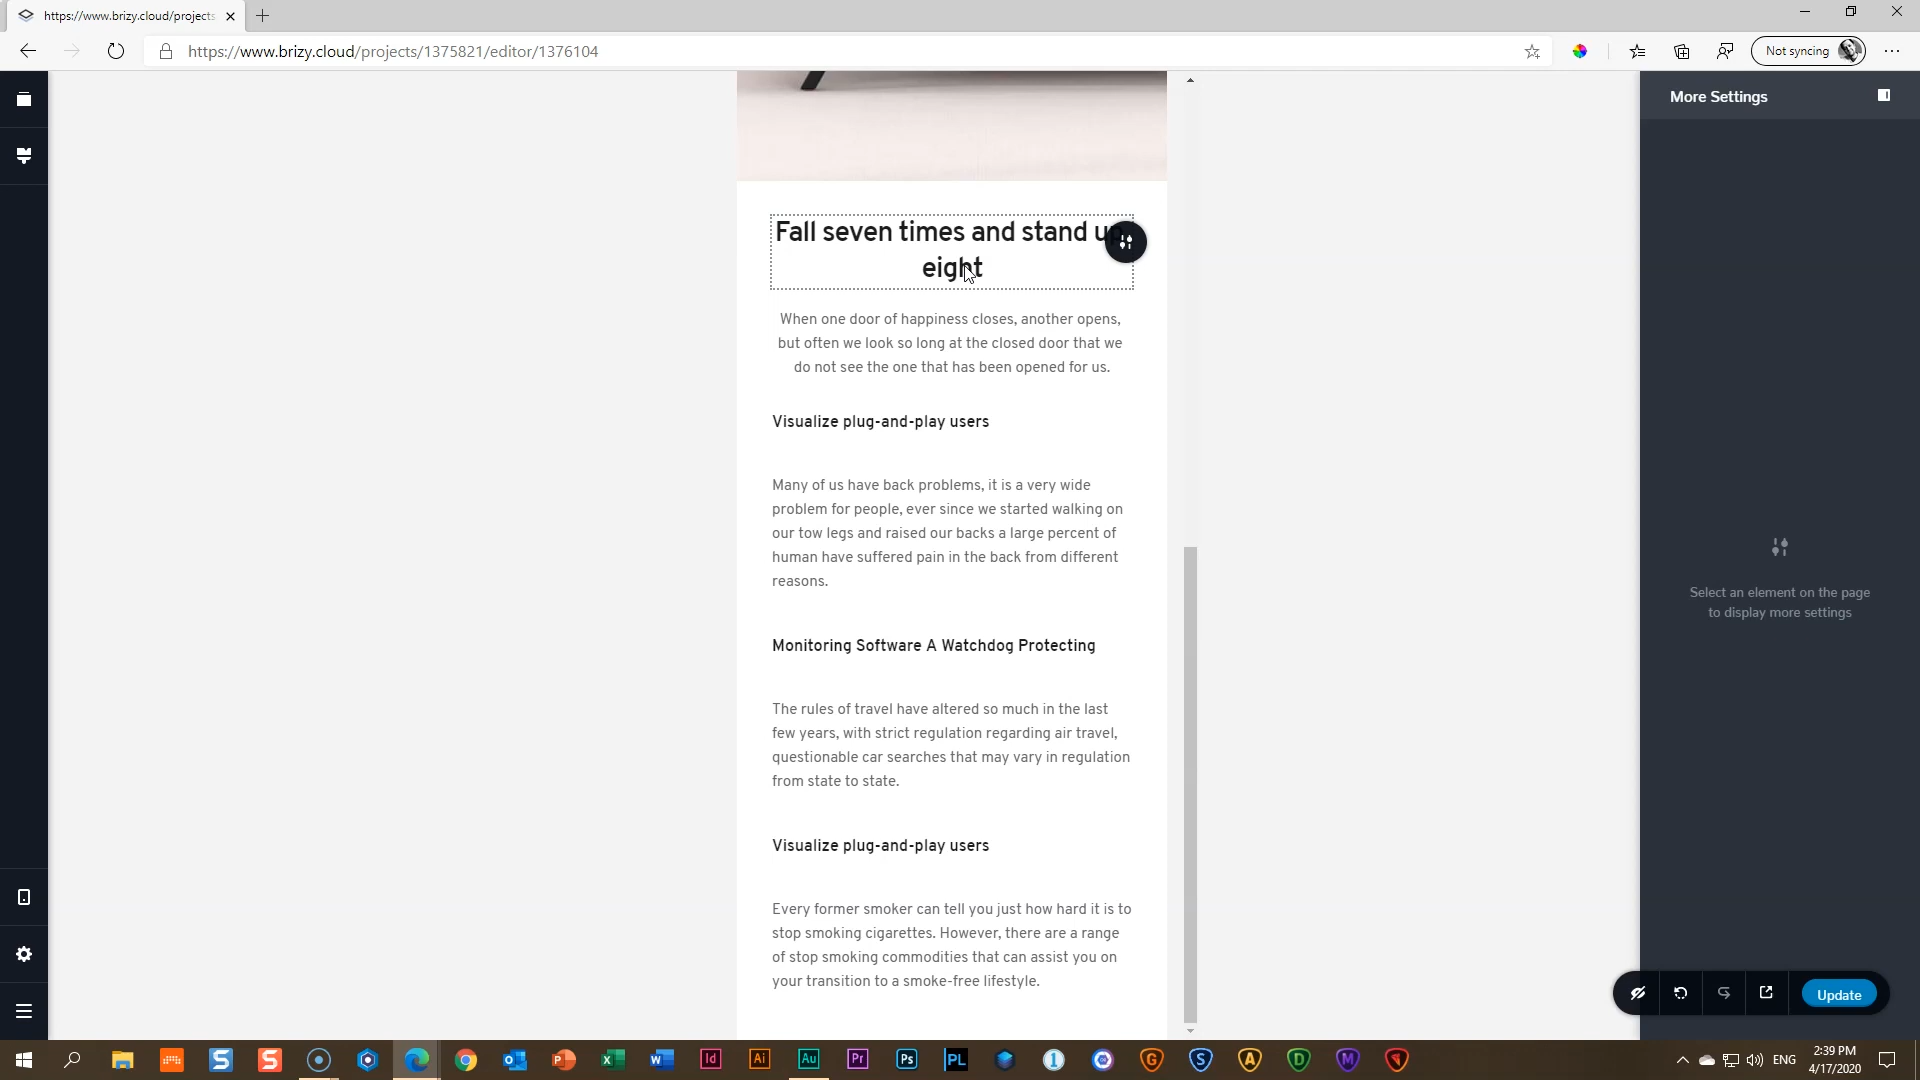 https://www.brizy.cloud/projects
https://www.brizy.cloud/projects/1375821/editor/1376104
Not syncing
More Settings
Fall seven times and stand up
eight
When one door of happiness closes, another opens,
but often we look so long at the closed door that we
do not see the one that has been opened for us.
Visualize plug-and-play users
Many of us have back problems, it is a very wide
problem for people, ever since we started walking on
our tow legs and raised our backs a large percent of
human have suffered pain in the back from different
reasons.
Monitoring Software A Watchdog Protecting
The rules of travel have altered so much in the last
few years, with strict regulation regarding air travel,
questionable car searches that may vary in regulation
from state to state.
Visualize plug-and-play users
Every former smoker can tell you just how hard it is to
stop smoking cigarettes. However, there are a range
of stop smoking commodities that can assist you on
your transition to a smoke-free lifestyle.
Select an element on the page
to display more settings
Update
Id
Ai
Au
Pr
Ps
PL
ENG
2:39 PM
4/17/2020